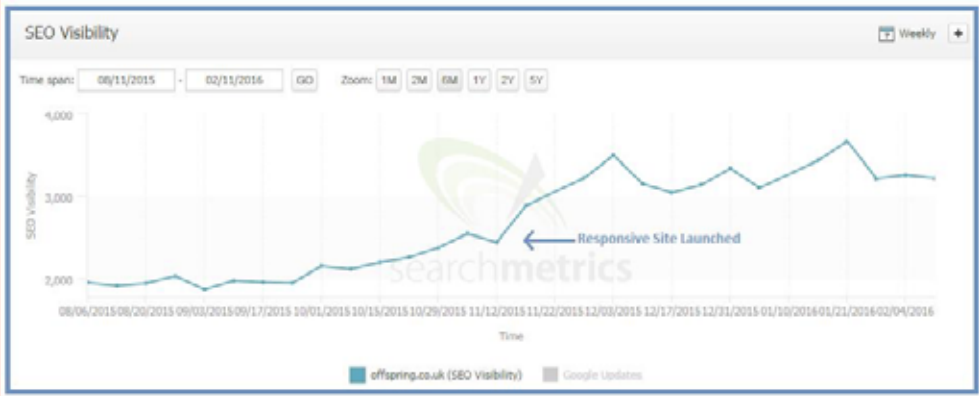 SEO Visibility
Weekly
Time span: 08/11/2015 - 02/11/2016 GO Zoom: 1M 2M 6M 1Y 2Y 5Y
4,000
3,000
2,000
SEO Visibility
Responsive Site Launched
searchmetrics
08/06/2015 08/20/2015 09/03/2015 09/17/2015 10/01/2015 10/15/2015 10/29/2015 11/12/2015 11/22/2015 12/03/2015 12/17/2015 12/31/2015 01/10/2016 01/21/2016 02/04/2016
Time
offspring.co.uk (SEO Visibility) Google Updates